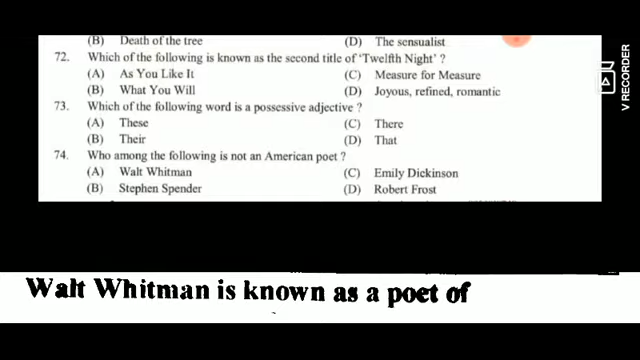 (B) Death of the tree (D) The sensualist
72. Which of the following is known as the second title of 'Twelfth Night' ?
(A) As You Like It (C) Measure for Measure
(B) What You Will (D) Joyous, refined, romantic
73. Which of the following word is a possessive adjective ?
(A) These (C) There
(B) Their (D) That
74. Who among the following is not an American poet ?
(A) Walt Whitman (C) Emily Dickinson
(B) Stephen Spender (D) Robert Frost
V RECORDER
Walt Whitman is known as a poet of